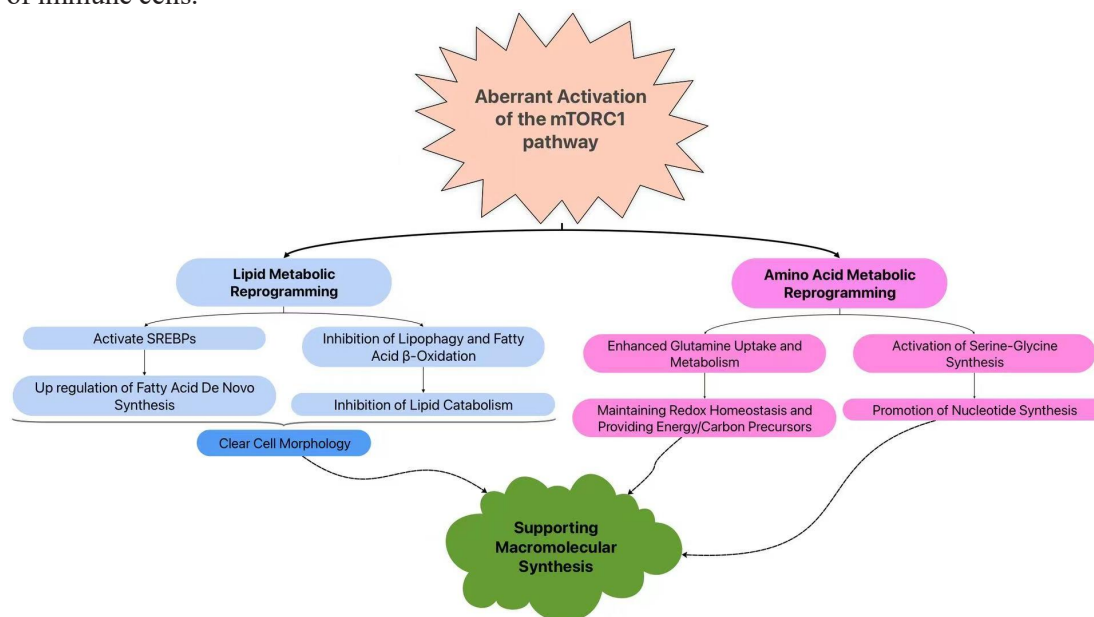 of immune cells.
Aberrant Activation
of the mTORC1
pathway
Lipid Metabolic
Reprogramming
Amino Acid Metabolic
Reprogramming
Activate SREBPs
Inhibition of Lipophagy and Fatty
Acid β-Oxidation
Enhanced Glutamine Uptake and
Metabolism
Activation of Serine-Glycine
Synthesis
Up regulation of Fatty Acid De Novo
Synthesis
Inhibition of Lipid Catabolism
Maintaining Redox Homeostasis and
Providing Energy/Carbon Precursors
Promotion of Nucleotide Synthesis
Clear Cell Morphology
Supporting
Macromolecular
Synthesis